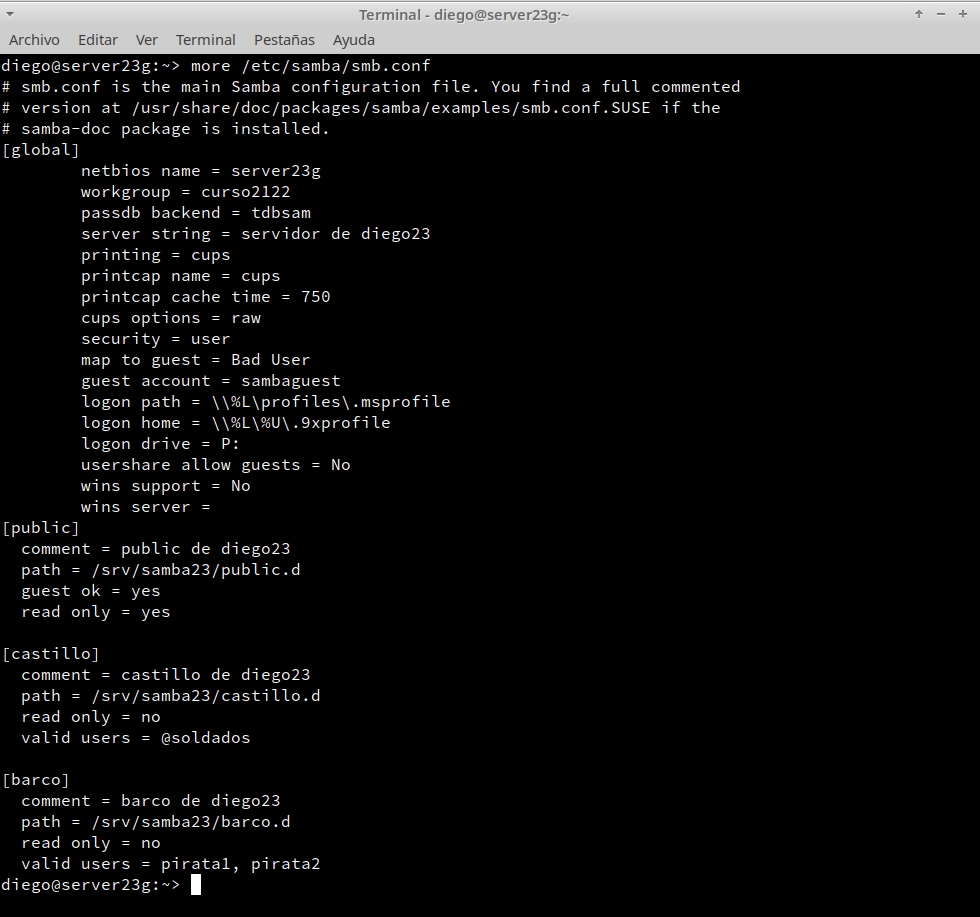 Terminal - diego@server23g:~
Archivo Editar Ver Terminal Pestañas Ayuda
diego@server23g:~> more /etc/samba/smb.conf
# smb.conf is the main Samba configuration file. You find a full commented
# version at /usr/share/doc/packages/samba/examples/smb.conf.SUSE if the
# samba-doc package is installed.
[global]
        netbios name = server23g
        workgroup = curso2122
        passdb backend = tdbsam
        server string = servidor de diego23
        printing = cups
        printcap name = cups
        printcap cache time = 750
        cups options = raw
        security = user
        map to guest = Bad User
        guest account = sambaguest
        logon path = \\%L\profiles\.msprofile
        logon home = \\%L\%U\.9xprofile
        logon drive = P:
        usershare allow guests = No
        wins support = No
        wins server =
[public]
  comment = public de diego23
  path = /srv/samba23/public.d
  guest ok = yes
  read only = yes

[castillo]
  comment = castillo de diego23
  path = /srv/samba23/castillo.d
  read only = no
  valid users = @soldados

[barco]
  comment = barco de diego23
  path = /srv/samba23/barco.d
  read only = no
  valid users = pirata1, pirata2
diego@server23g:~>